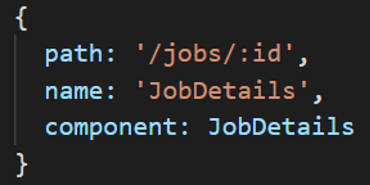 {
path: '/jobs/:id',
name: 'JobDetails',
component: JobDetails
}